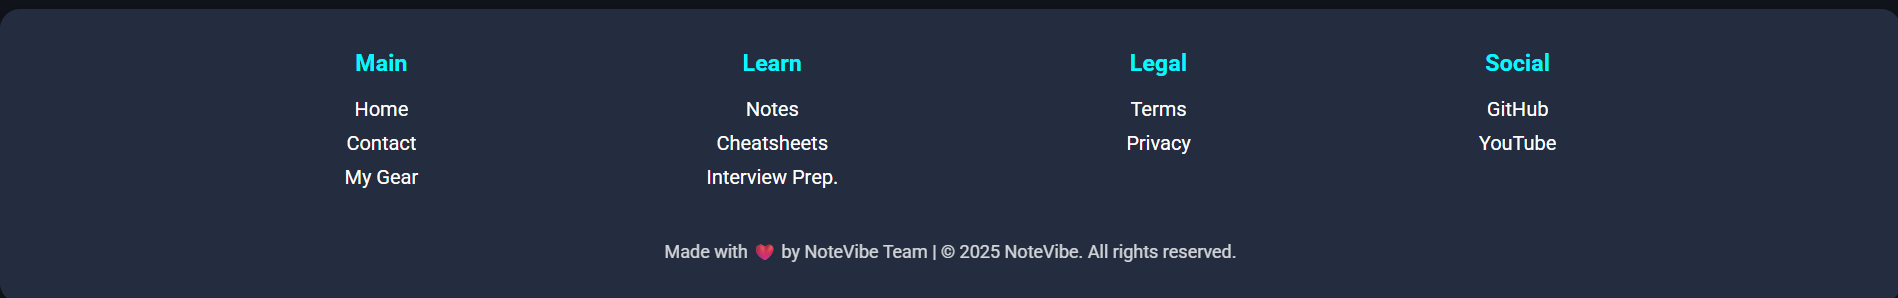 Main
Home
Contact
My Gear
Learn
Notes
Cheatsheets
Interview Prep.
Legal
Terms
Privacy
Social
GitHub
YouTube
Made with 💗 by NoteVibe Team | © 2025 NoteVibe. All rights reserved.